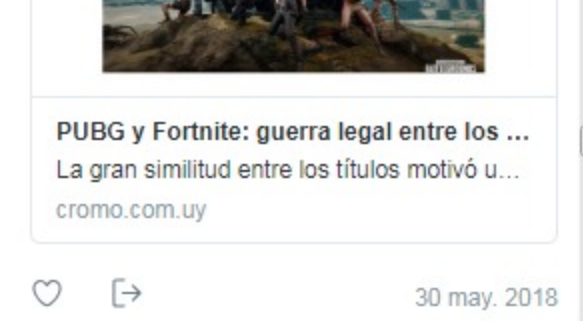 PUBG y Fortnite: guerra legal entre los ...
La gran similitud entre los títulos motivó u...
cromo.com.uy
30 may. 2018